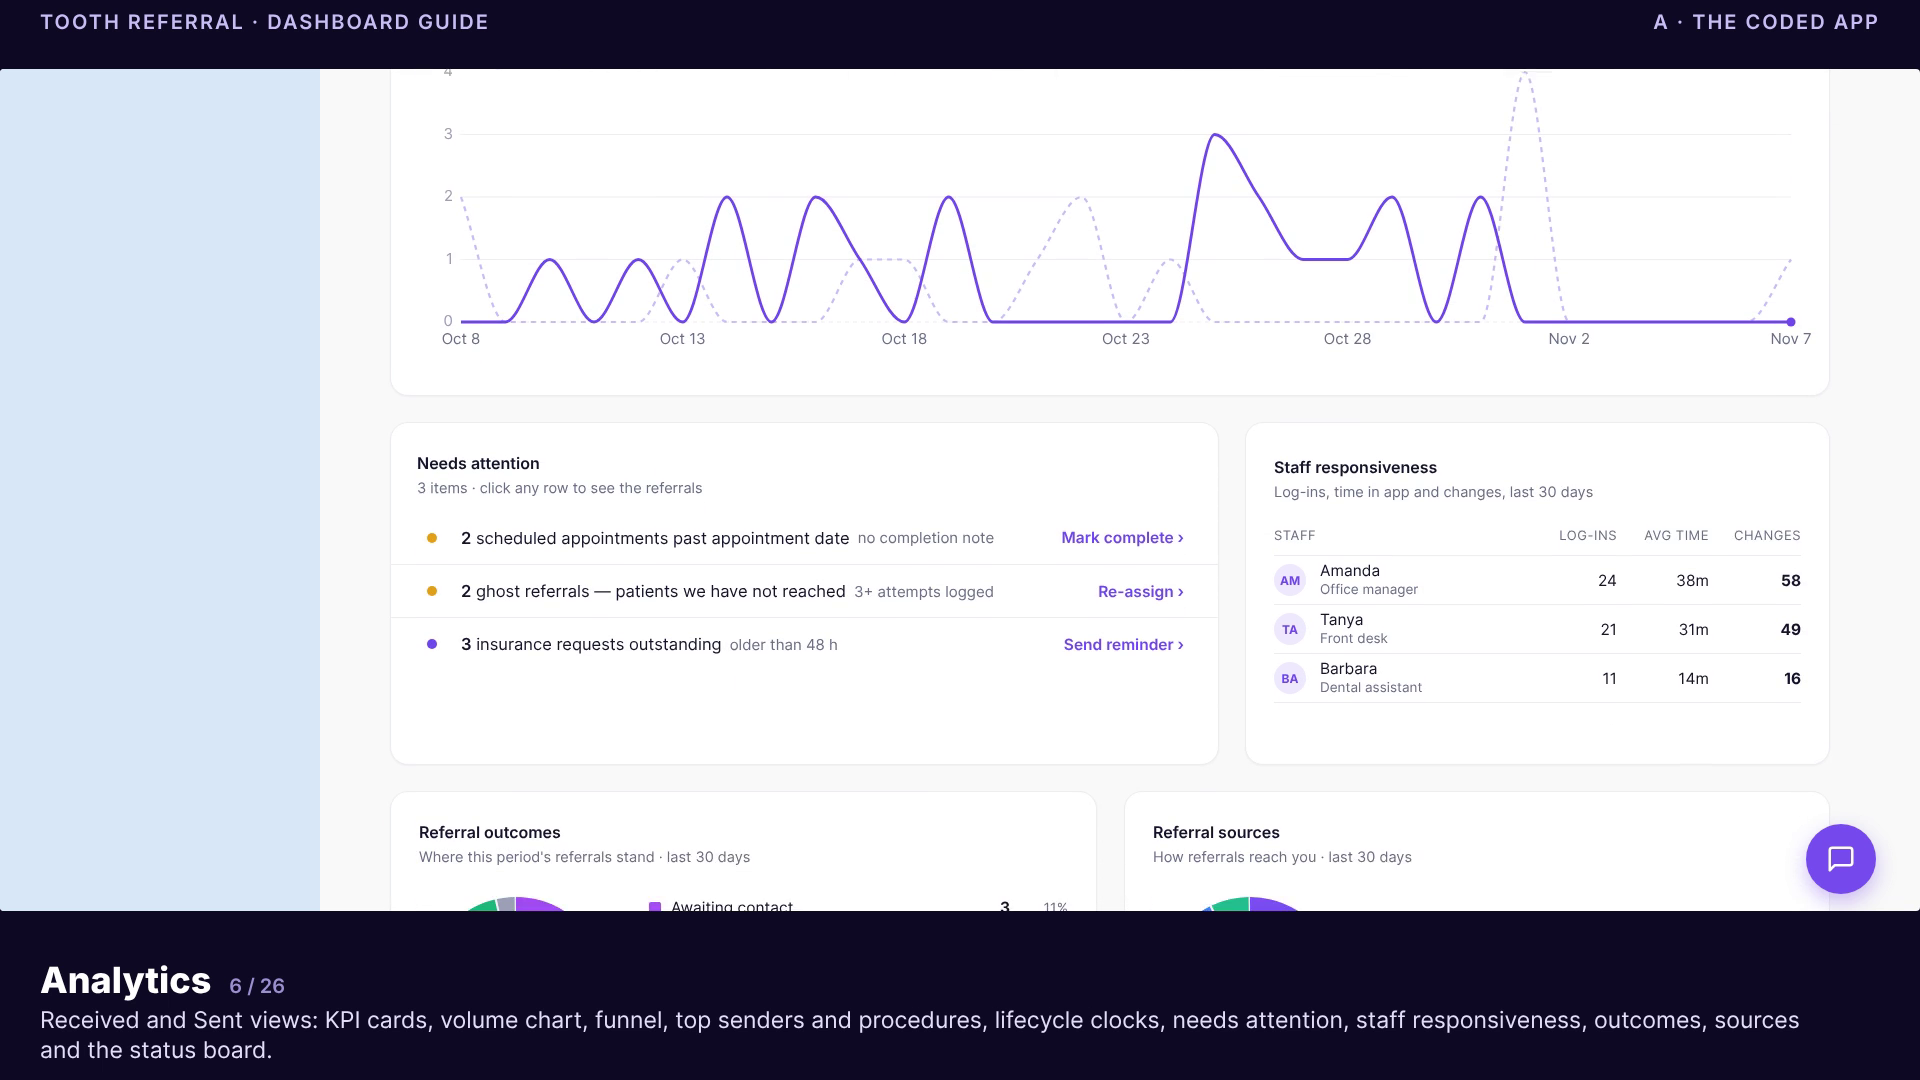 TOOTH REFERRAL · DASHBOARD GUIDE
A · THE CODED APP
4
3
2
1
0
Oct 8
Oct 13
Oct 18
Oct 23
Oct 28
Nov 2
Nov 7
Needs attention
3 items · click any row to see the referrals
2 scheduled appointments past appointment date no completion note Mark complete ›
2 ghost referrals — patients we have not reached 3+ attempts logged Re-assign ›
3 insurance requests outstanding older than 48 h Send reminder ›
Staff responsiveness
Log-ins, time in app and changes, last 30 days
STAFF LOG-INS AVG TIME CHANGES
AM Amanda 24 38m 58
Office manager
TA Tanya 21 31m 49
Front desk
BA Barbara 11 14m 16
Dental assistant
Referral outcomes
Where this period's referrals stand · last 30 days
Awaiting contact 3 11%
Referral sources
How referrals reach you · last 30 days
Analytics 6 / 26
Received and Sent views: KPI cards, volume chart, funnel, top senders and procedures, lifecycle clocks, needs attention, staff responsiveness, outcomes, sources
and the status board.